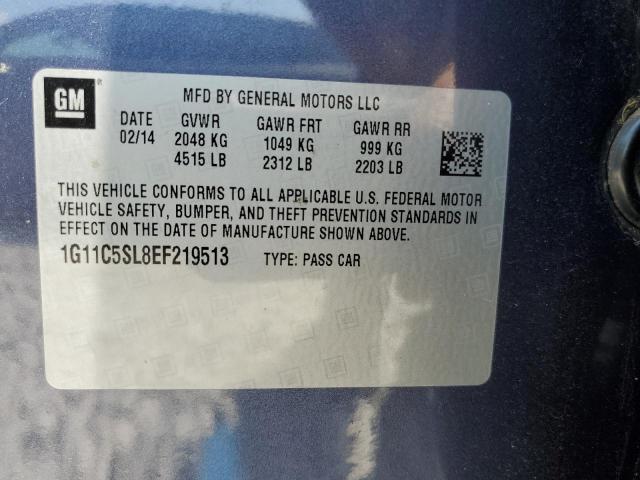 GM
MFD BY GENERAL MOTORS LLC
DATE GVWR GAWR FRT GAWR RR
02/14 2048 KG 1049 KG 999 KG
4515 LB 2312 LB 2203 LB
THIS VEHICLE CONFORMS TO ALL APPLICABLE U.S. FEDERAL MOTOR
VEHICLE SAFETY, BUMPER, AND THEFT PREVENTION STANDARDS IN
EFFECT ON THE DATE OF MANUFACTURE SHOWN ABOVE.
1G11C5SL8EF219513 TYPE: PASS CAR